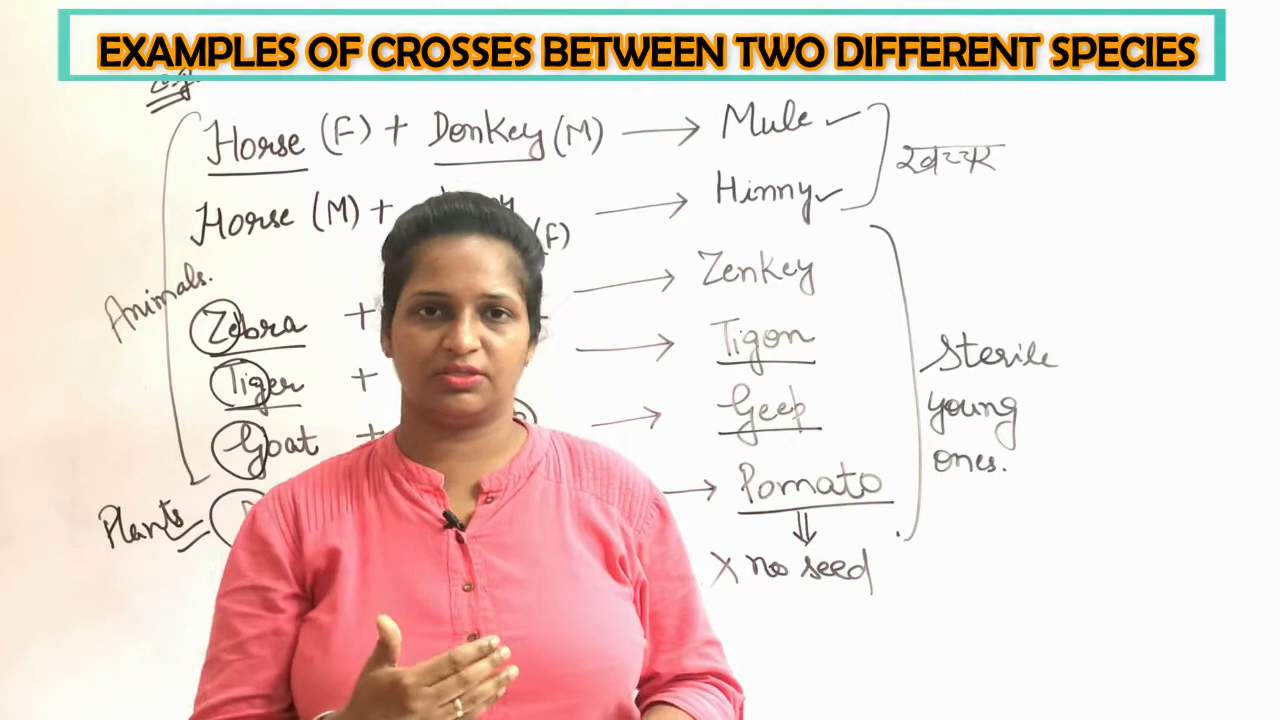 EXAMPLES OF CROSSES BETWEEN TWO DIFFERENT SPECIES
Horse (F) + Donkey (M) → Mule ✓
खच्चर
Horse (M) + (F) → Hinny ✓
Animals.
Zebra + → Zenkey
Tiger + → Tigon
Goat + → Geep
Sterile
young
ones.
Plants → Pomato
⇓
X no seed